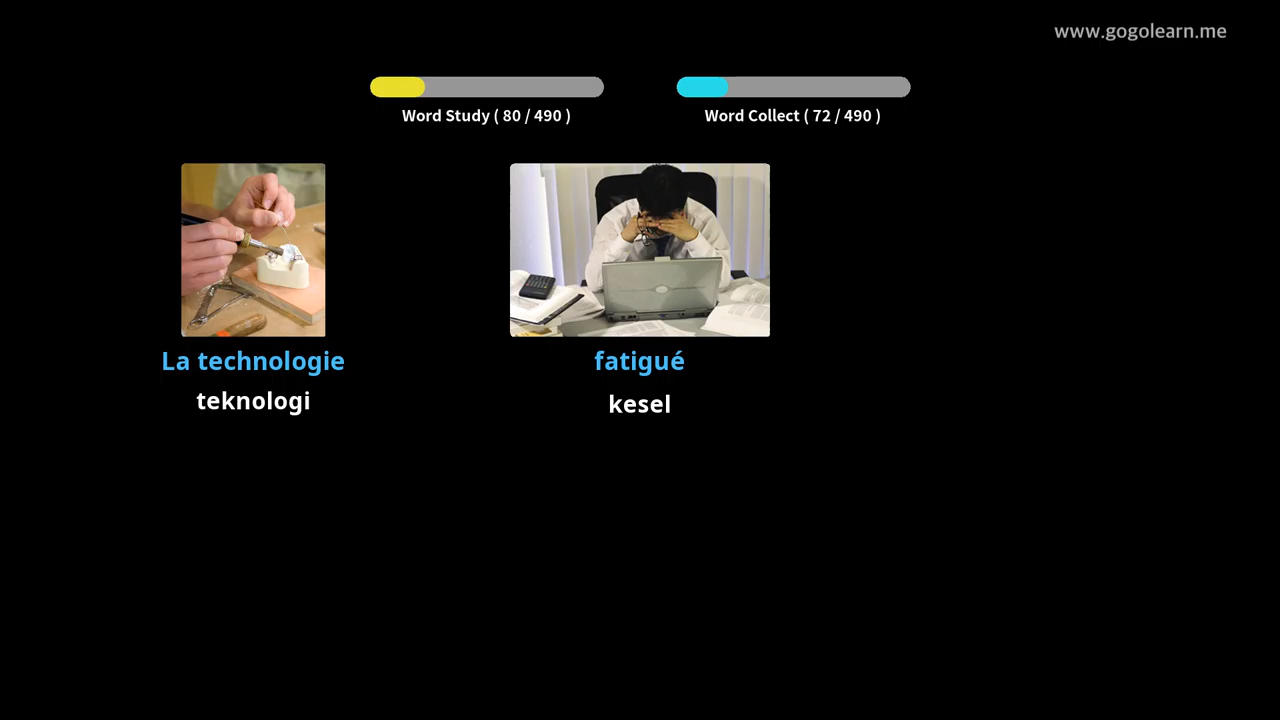 www.gogolearn.me
Word Study ( 80 / 490 )
Word Collect ( 72 / 490 )
La technologie
teknologi
fatigué
kesel